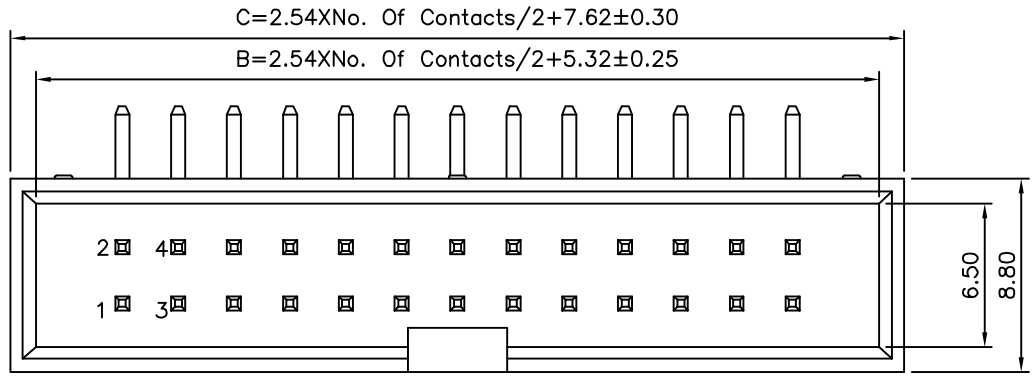 C=2.54XNo. Of Contacts/2+7.62±0.30
B=2.54XNo. Of Contacts/2+5.32±0.25
2 4
1 3
6.50
8.80